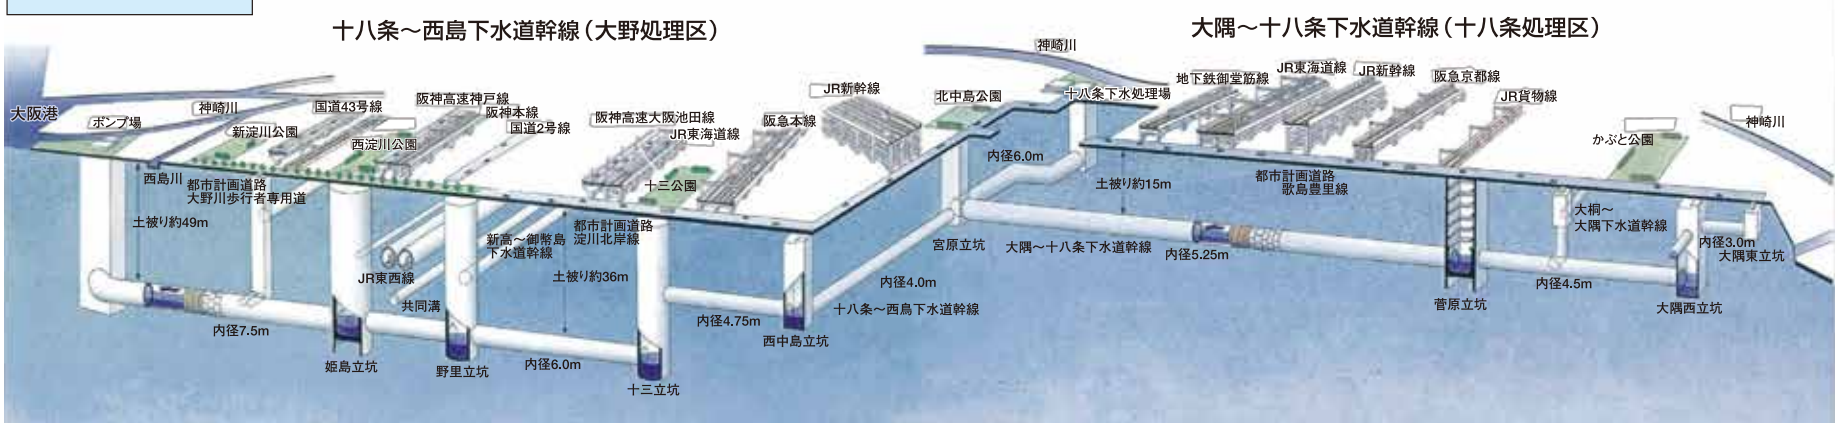 十八条～西島下水道幹線（大野処理区）
大隅～十八条下水道幹線（十八条処理区）
大阪港
ポンプ場
神崎川
新淀川公園
国道43号線
西淀川公園
阪神高速神戸線
阪神本線
国道2号線
阪神高速大阪池田線
JR東海道線
十三公園
阪急本線
JR新幹線
北中島公園
神崎川
十八条下水処理場
地下鉄御堂筋線
JR東海道線
JR新幹線
阪急京都線
JR貨物線
かぶと公園
神崎川
西島川
都市計画道路
大野川歩行者専用道
土被り約49m
内径7.5m
姫島立坑
JR東西線
共同溝
野里立坑
新高～御幣島
下水道幹線
内径6.0m
土被り約36m
都市計画道路
淀川北岸線
十三立坑
内径4.75m
西中島立坑
十八条～西島下水道幹線
内径4.0m
宮原立坑
内径6.0m
土被り約15m
大隅～十八条下水道幹線
内径5.25m
都市計画道路
歌島豊里線
菅原立坑
内径4.5m
大桐～
大隅下水道幹線
大隅西立坑
内径3.0m
大隅東立坑